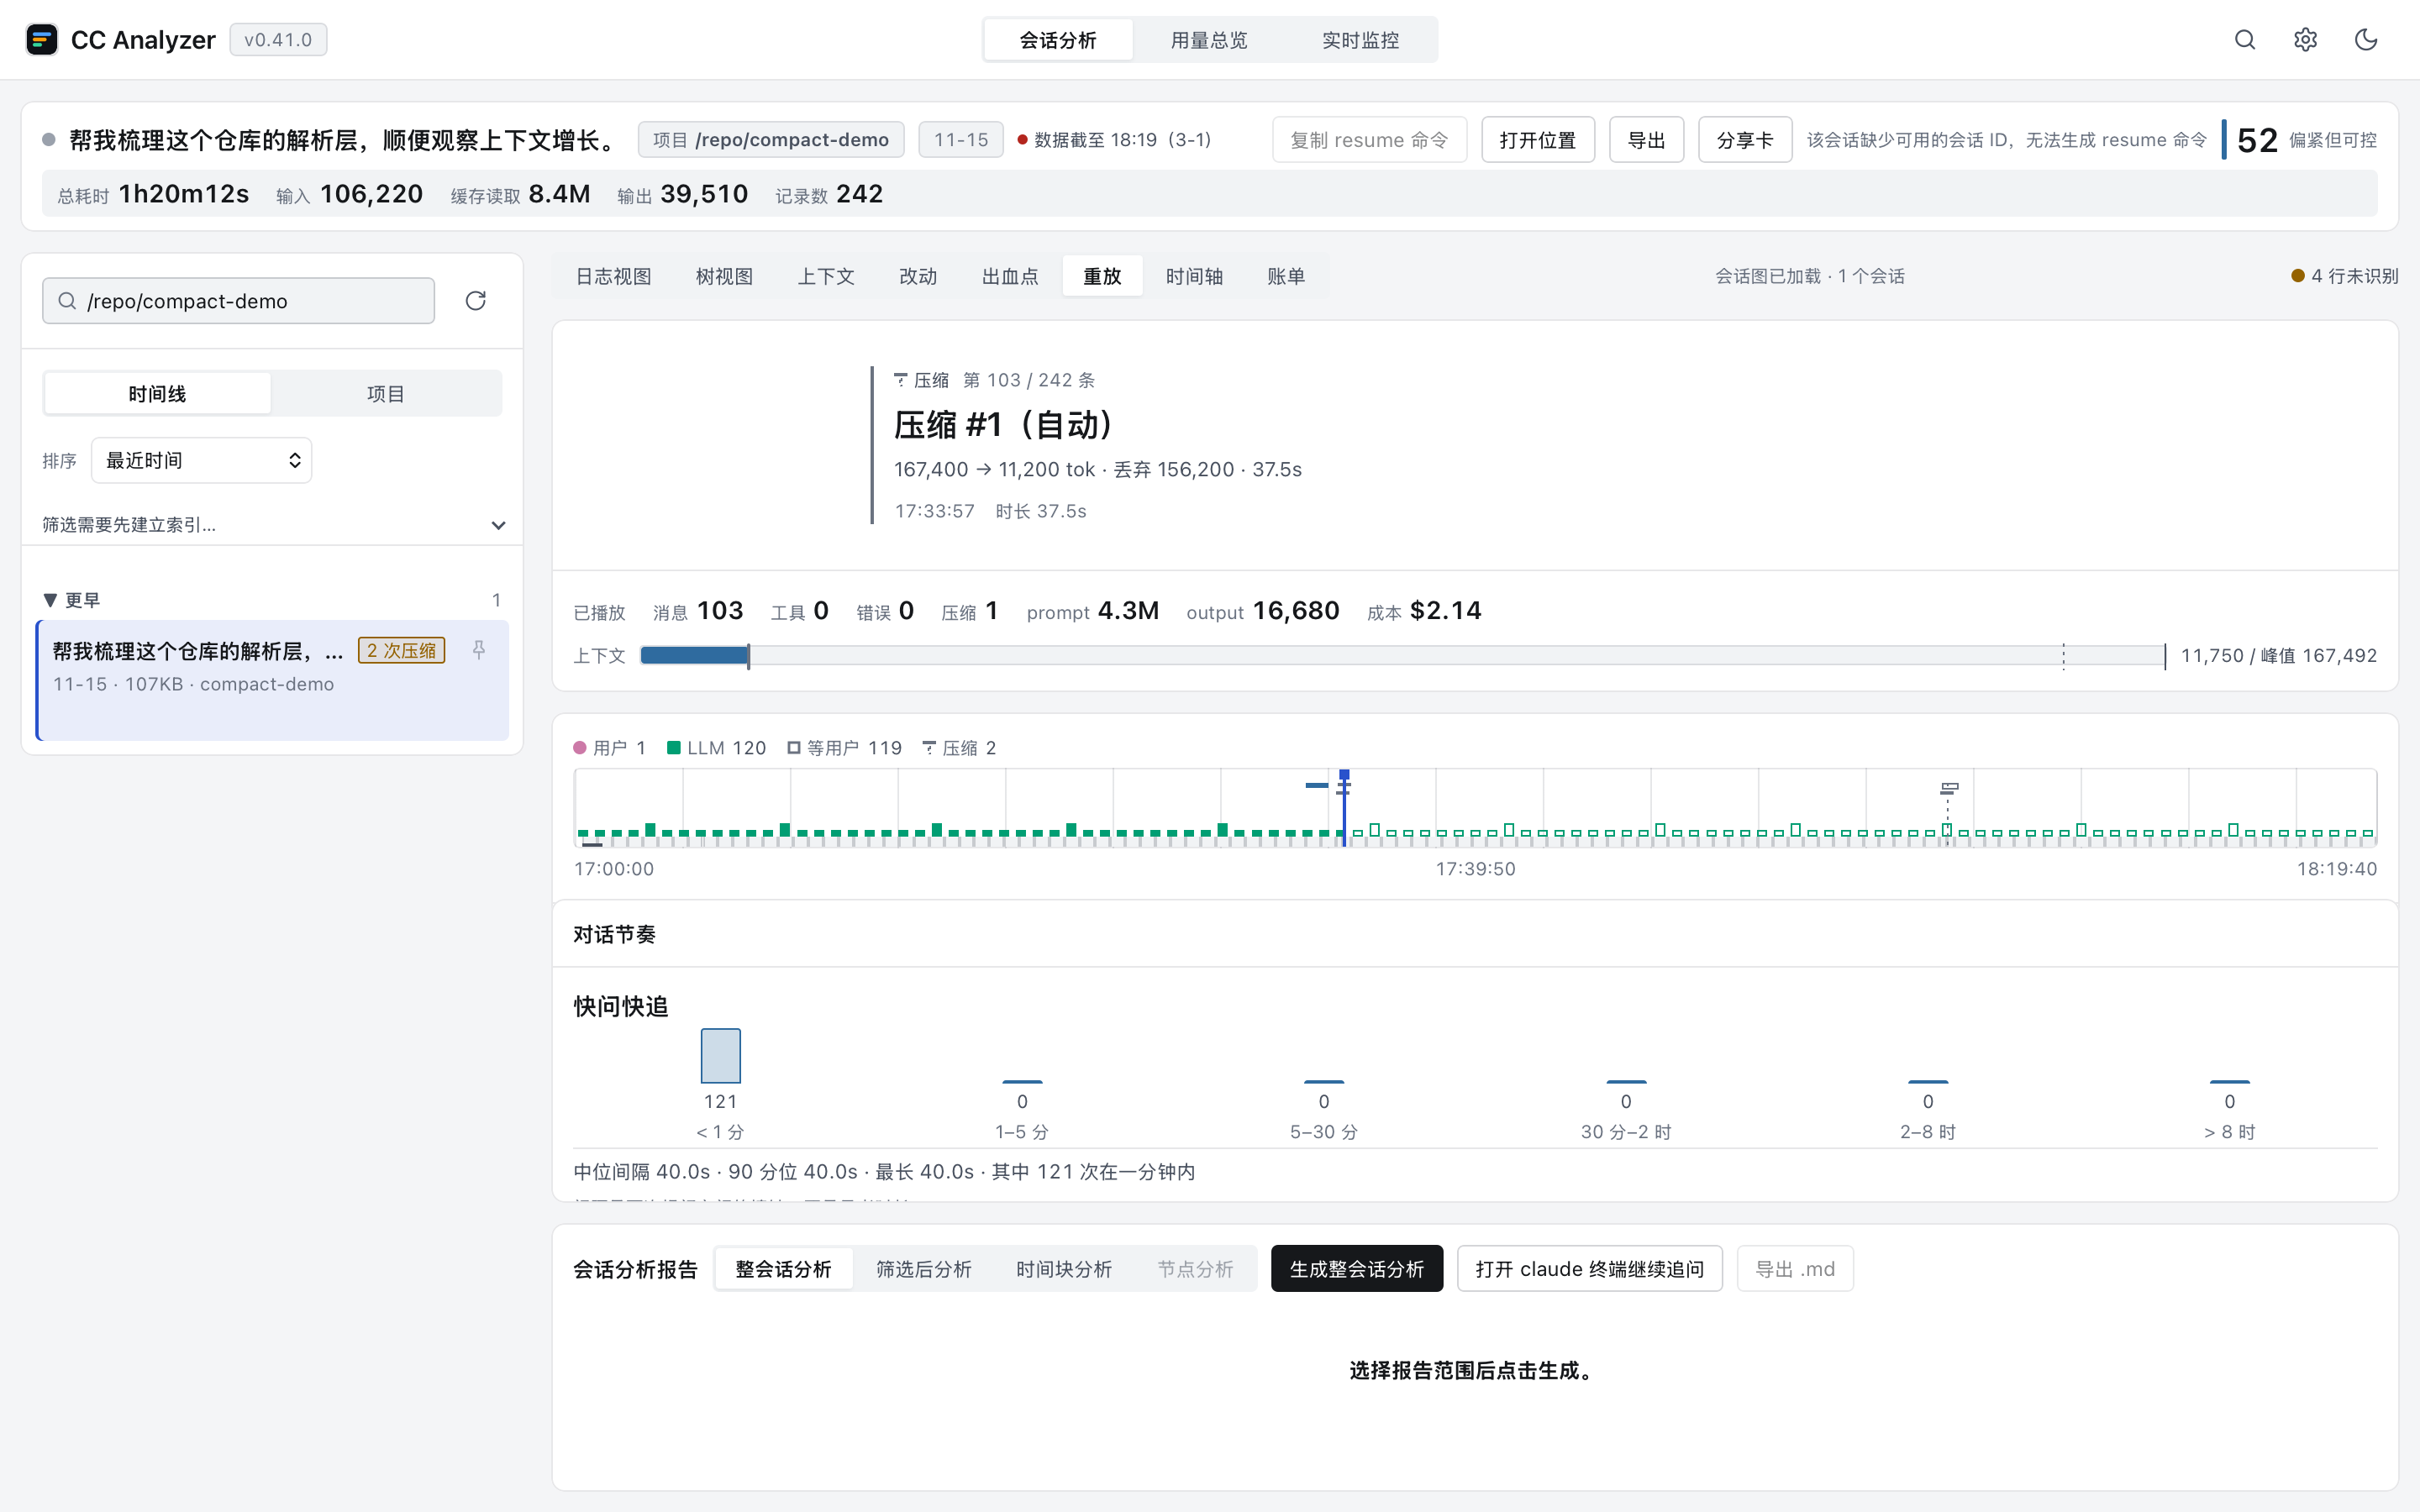 CC Analyzer v0.41.0 会话分析 用量总览 实时监控
帮我梳理这个仓库的解析层，顺便观察上下文增长。 项目 /repo/compact-demo 11-15 数据截至 18:19（3-1） 复制 resume 命令 打开位置 导出 分享卡 该会话缺少可用的会话 ID，无法生成 resume 命令 52 偏紧但可控
总耗时 1h20m12s 输入 106,220 缓存读取 8.4M 输出 39,510 记录数 242
/repo/compact-demo
时间线 项目
排序 最近时间
筛选需要先建立索引...
更早 1
帮我梳理这个仓库的解析层，... 2 次压缩
11-15 · 107KB · compact-demo
日志视图 树视图 上下文 改动 出血点 重放 时间轴 账单 会话图已加载 · 1 个会话 4 行未识别
压缩 第 103 / 242 条
压缩 #1（自动）
167,400 → 11,200 tok · 丢弃 156,200 · 37.5s
17:33:57 时长 37.5s
已播放 消息 103 工具 0 错误 0 压缩 1 prompt 4.3M output 16,680 成本 $2.14
上下文 11,750 / 峰值 167,492
用户 1 LLM 120 等用户 119 压缩 2
17:00:00 17:39:50 18:19:40
对话节奏
快问快追
121 0 0 0 0 0
< 1 分 1–5 分 5–30 分 30 分–2 时 2–8 时 > 8 时
中位间隔 40.0s · 90 分位 40.0s · 最长 40.0s · 其中 121 次在一分钟内
会话分析报告 整会话分析 筛选后分析 时间块分析 节点分析 生成整会话分析 打开 claude 终端继续追问 导出 .md
选择报告范围后点击生成。